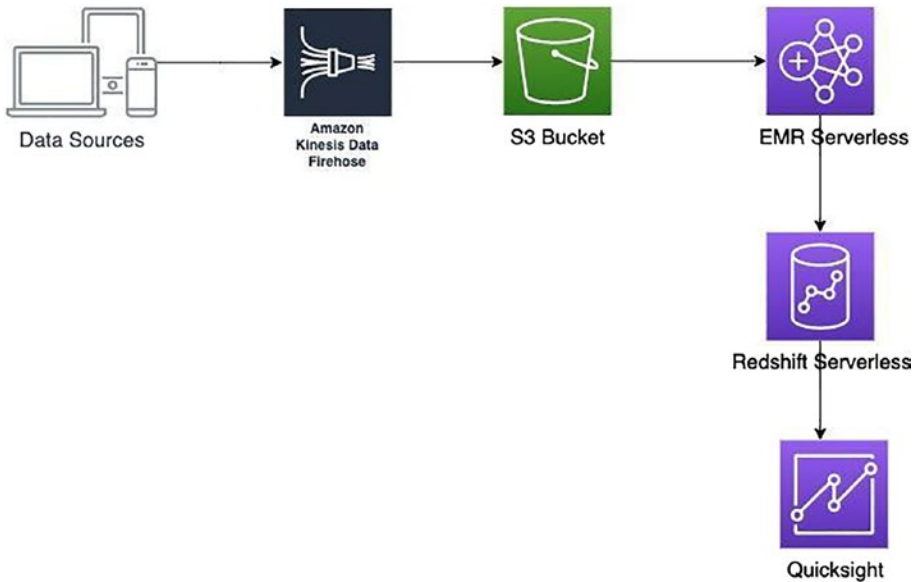 Data Sources
Amazon
Kinesis Data
Firehose
S3 Bucket
EMR Serverless
Redshift Serverless
Quicksight